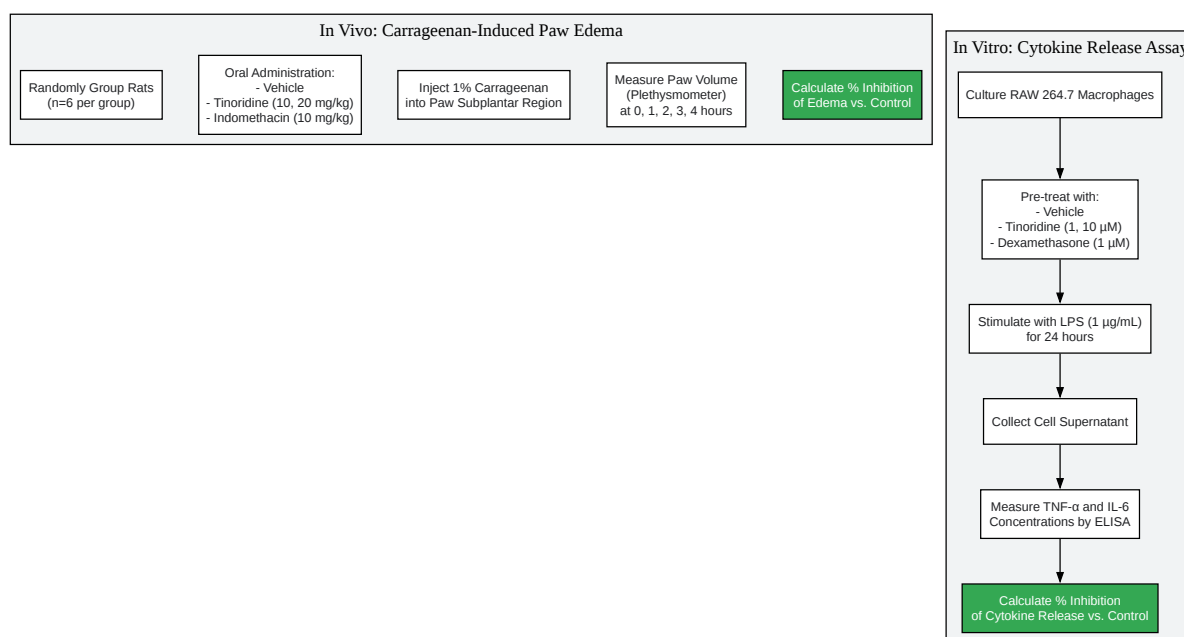 In Vivo: Carrageenan-Induced Paw Edema
Randomly Group Rats
(n=6 per group)
Oral Administration:
- Vehicle
- Tinoridine (10, 20 mg/kg)
- Indomethacin (10 mg/kg)
Inject 1% Carrageenan
into Paw Subplantar Region
Measure Paw Volume
(Plethysmometer)
at 0, 1, 2, 3, 4 hours
Calculate % Inhibition
of Edema vs. Control
In Vitro: Cytokine Release Assay
Culture RAW 264.7 Macrophages
Pre-treat with:
- Vehicle
- Tinoridine (1, 10 µM)
- Dexamethasone (1 µM)
Stimulate with LPS (1 µg/mL)
for 24 hours
Collect Cell Supernatant
Measure TNF-α and IL-6
Concentrations by ELISA
Calculate % Inhibition
of Cytokine Release vs. Control